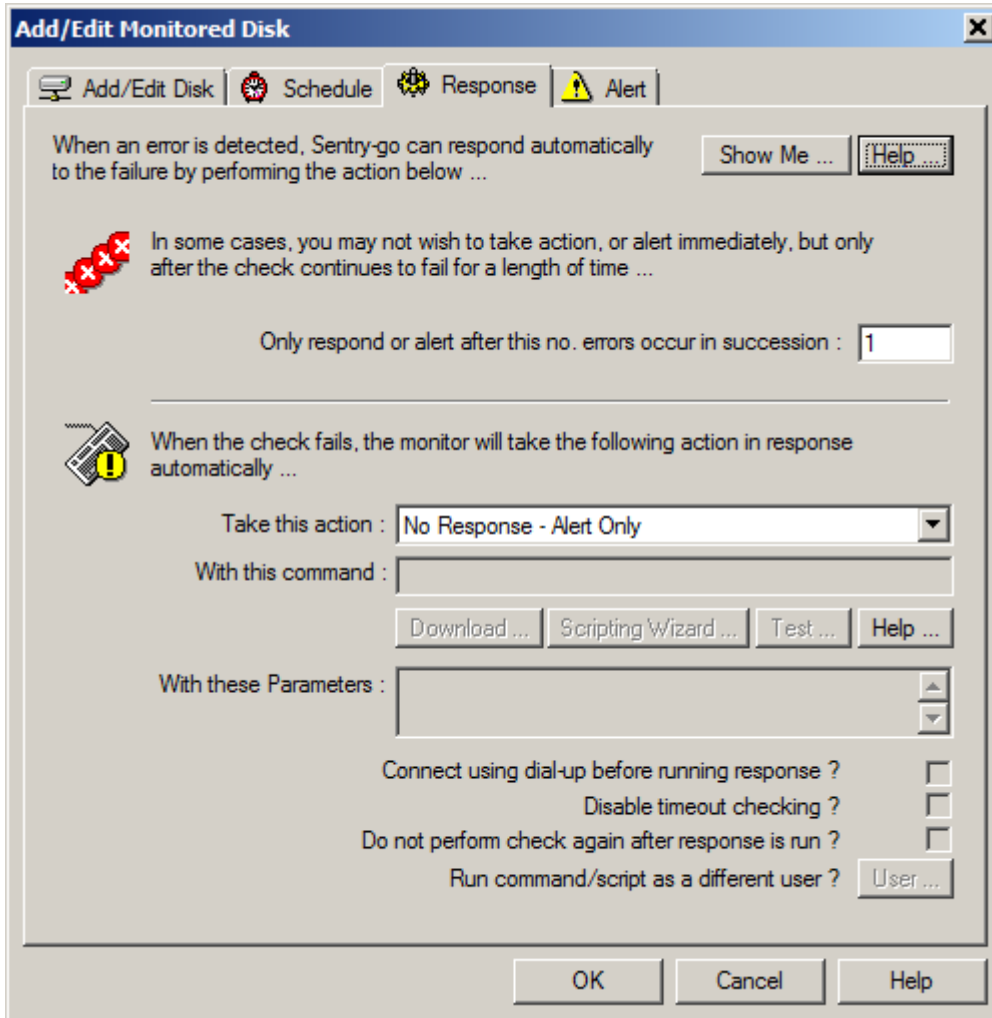 Add/Edit Monitored Disk
Add/Edit Disk
Schedule
Response
Alert
When an error is detected, Sentry-go can respond automatically
to the failure by performing the action below ...
Show Me ...
Help ...
In some cases, you may not wish to take action, or alert immediately, but only
after the check continues to fail for a length of time ...
Only respond or alert after this no. errors occur in succession : 1
When the check fails, the monitor will take the following action in response
automatically ...
Take this action : No Response - Alert Only
With this command :
Download ...
Scripting Wizard ...
Test ...
Help ...
With these Parameters :
Connect using dial-up before running response ?
Disable timeout checking ?
Do not perform check again after response is run ?
Run command/script as a different user ? User ...
OK
Cancel
Help